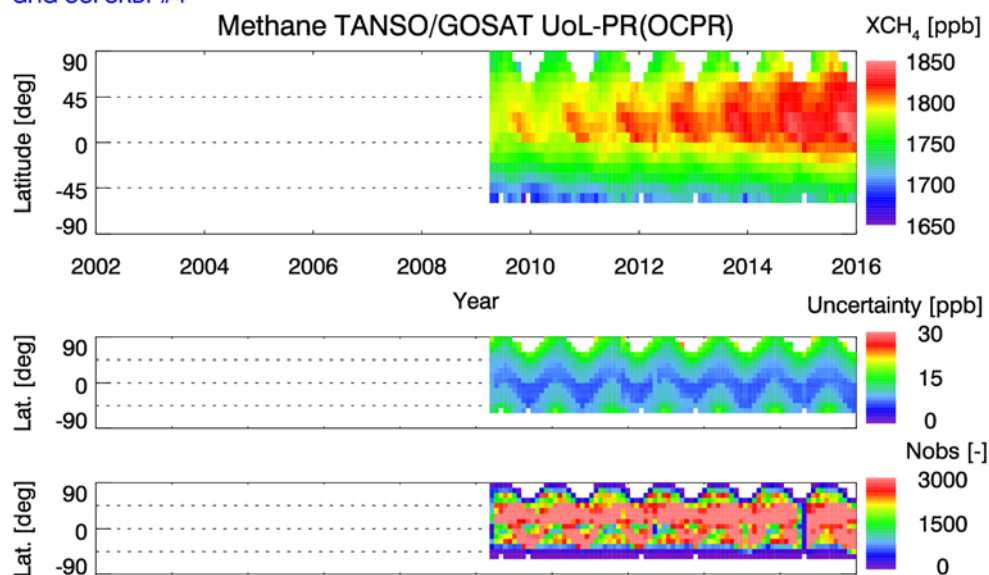 Methane TANSO/GOSAT UoL-PR(OCPR)
XCH4 [ppb]
Latitude [deg]
90
45
0
-45
-90
1850
1800
1750
1700
1650
2002 2004 2006 2008 2010 2012 2014 2016
Year
Uncertainty [ppb]
Lat. [deg]
90
0
-90
30
15
0
Nobs [-]
Lat. [deg]
90
0
-90
3000
1500
0